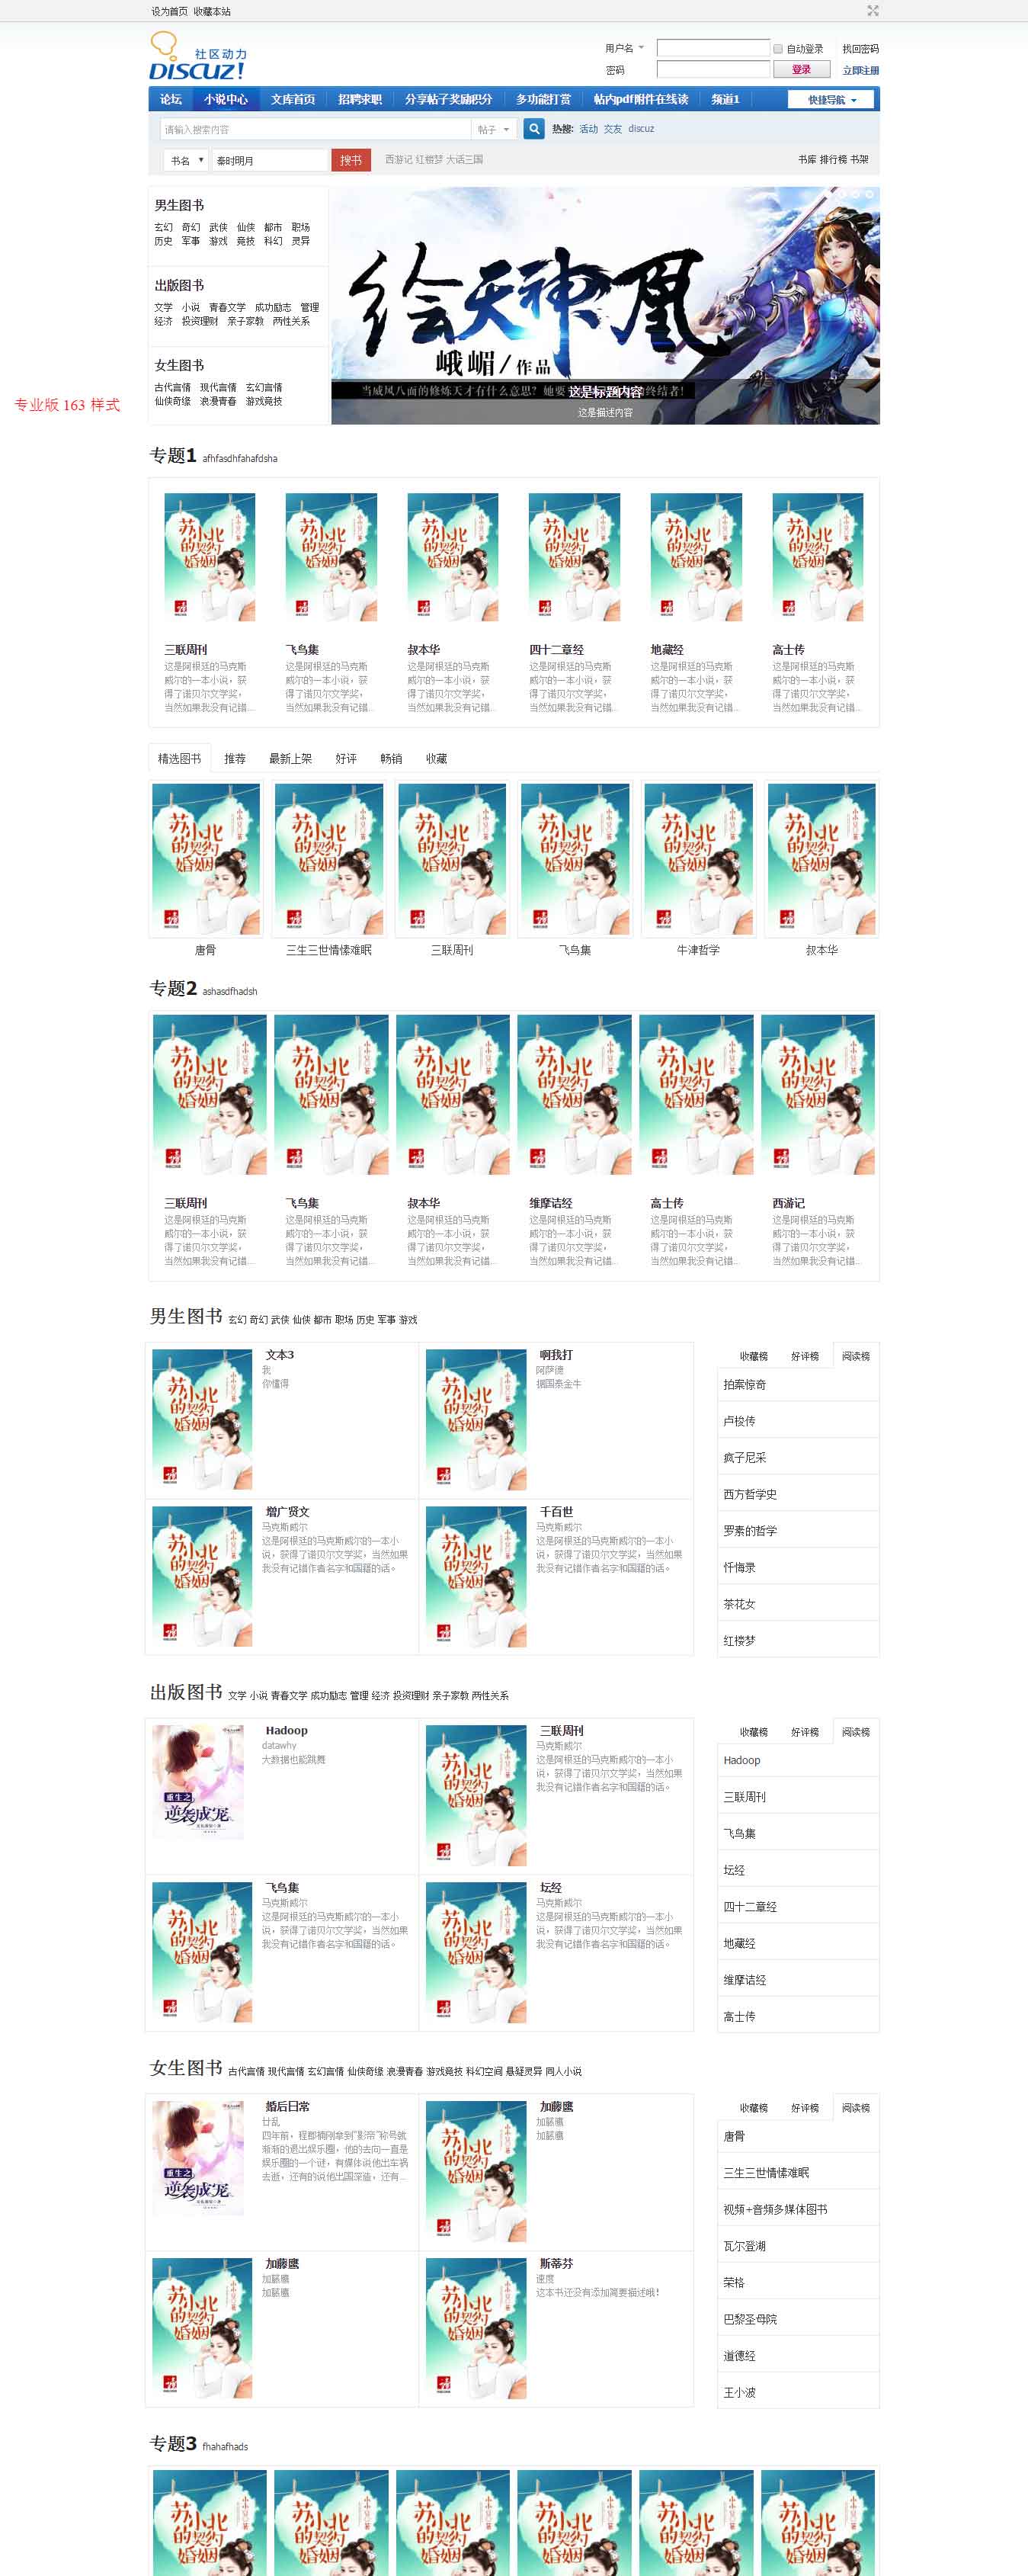 设为首页 收藏本站
社区动力
DISCUZ!
用户名
自动登录
找回密码
密码
登录
立即注册
论坛 小说中心 文库首页 招聘求职 分享帖子奖励积分 多功能打赏 帖内pdf附件在线读 频道1 快捷导航
请输入搜索内容 帖子 热搜: 活动 交友 discuz
书名 秦时明月 搜书 西游记 红楼梦 大话三国 书库 排行榜 书架
男生图书
玄幻 奇幻 武侠 仙侠 都市 职场
历史 军事 游戏 竞技 科幻 灵异
出版图书
文学 小说 青春文学 成功励志 管理
经济 投资理财 亲子家教 两性关系
女生图书
古代言情 现代言情 玄幻言情
仙侠奇缘 浪漫青春 游戏竞技
绘天神凰
峨嵋/作品
这是标题内容
这是描述内容
专业版 163 样式
专题1 afhfasdhfahafdsha
三联周刊 飞鸟集 叔本华 四十二章经 地藏经 高士传
这是阿根廷的马克斯 这是阿根廷的马克斯 这是阿根廷的马克斯 这是阿根廷的马克斯 这是阿根廷的马克斯 这是阿根廷的马克斯
威尔的一本小说，获 威尔的一本小说，获 威尔的一本小说，获 威尔的一本小说，获 威尔的一本小说，获 威尔的一本小说，获
得了诺贝尔文学奖， 得了诺贝尔文学奖， 得了诺贝尔文学奖， 得了诺贝尔文学奖， 得了诺贝尔文学奖， 得了诺贝尔文学奖，
当然如果我没有记错... 当然如果我没有记错... 当然如果我没有记错... 当然如果我没有记错... 当然如果我没有记错... 当然如果我没有记错...
精选图书 推荐 最新上架 好评 畅销 收藏
唐骨 三生三世情愫难眠 三联周刊 飞鸟集 牛津哲学 叔本华
专题2 ashasdfhadsh
三联周刊 飞鸟集 叔本华 维摩诘经 高士传 西游记
这是阿根廷的马克斯 这是阿根廷的马克斯 这是阿根廷的马克斯 这是阿根廷的马克斯 这是阿根廷的马克斯 这是阿根廷的马克斯
威尔的一本小说，获 威尔的一本小说，获 威尔的一本小说，获 威尔的一本小说，获 威尔的一本小说，获 威尔的一本小说，获
得了诺贝尔文学奖， 得了诺贝尔文学奖， 得了诺贝尔文学奖， 得了诺贝尔文学奖， 得了诺贝尔文学奖， 得了诺贝尔文学奖，
当然如果我没有记错... 当然如果我没有记错... 当然如果我没有记错... 当然如果我没有记错... 当然如果我没有记错... 当然如果我没有记错...
男生图书 玄幻 奇幻 武侠 仙侠 都市 职场 历史 军事 游戏
文本3
我
你懂得
啊我打
阿萨德
据国泰金牛
增广贤文
马克斯威尔
这是阿根廷的马克斯威尔的一本小
说，获得了诺贝尔文学奖，当然如果
我没有记错作者名字和国籍的话。
千百世
马克斯威尔
这是阿根廷的马克斯威尔的一本小
说，获得了诺贝尔文学奖，当然如果
我没有记错作者名字和国籍的话。
收藏榜 好评榜 阅读榜
拍案惊奇
卢梭传
疯子尼采
西方哲学史
罗素的哲学
忏悔录
茶花女
红楼梦
出版图书 文学 小说 青春文学 成功励志 管理 经济 投资理财 亲子家教 两性关系
Hadoop
datawhy
大数据也能跳舞
三联周刊
马克斯威尔
这是阿根廷的马克斯威尔的一本小
说，获得了诺贝尔文学奖，当然如果
我没有记错作者名字和国籍的话。
飞鸟集
马克斯威尔
这是阿根廷的马克斯威尔的一本小
说，获得了诺贝尔文学奖，当然如果
我没有记错作者名字和国籍的话。
坛经
马克斯威尔
这是阿根廷的马克斯威尔的一本小
说，获得了诺贝尔文学奖，当然如果
我没有记错作者名字和国籍的话。
收藏榜 好评榜 阅读榜
Hadoop
三联周刊
飞鸟集
坛经
四十二章经
地藏经
维摩诘经
高士传
女生图书 古代言情 现代言情 玄幻言情 仙侠奇缘 浪漫青春 游戏竞技 科幻空间 悬疑灵异 同人小说
婚后日常
廿乱
四年前，程郡楠刚拿到"影帝"称号就
渐渐的退出娱乐圈，他的去向一直是
娱乐圈的一个谜，有媒体说他出车祸
去逝，还有的说他出国深造，还有...
加藤鹰
加藤鹰
加藤鹰
加藤鹰
加藤鹰
加藤鹰
斯蒂芬
速度
这本书还没有添加简要描述哦！
收藏榜 好评榜 阅读榜
唐骨
三生三世情愫难眠
视频+音频多媒体图书
瓦尔登湖
荣格
巴黎圣母院
道德经
王小波
专题3 fhahafhads